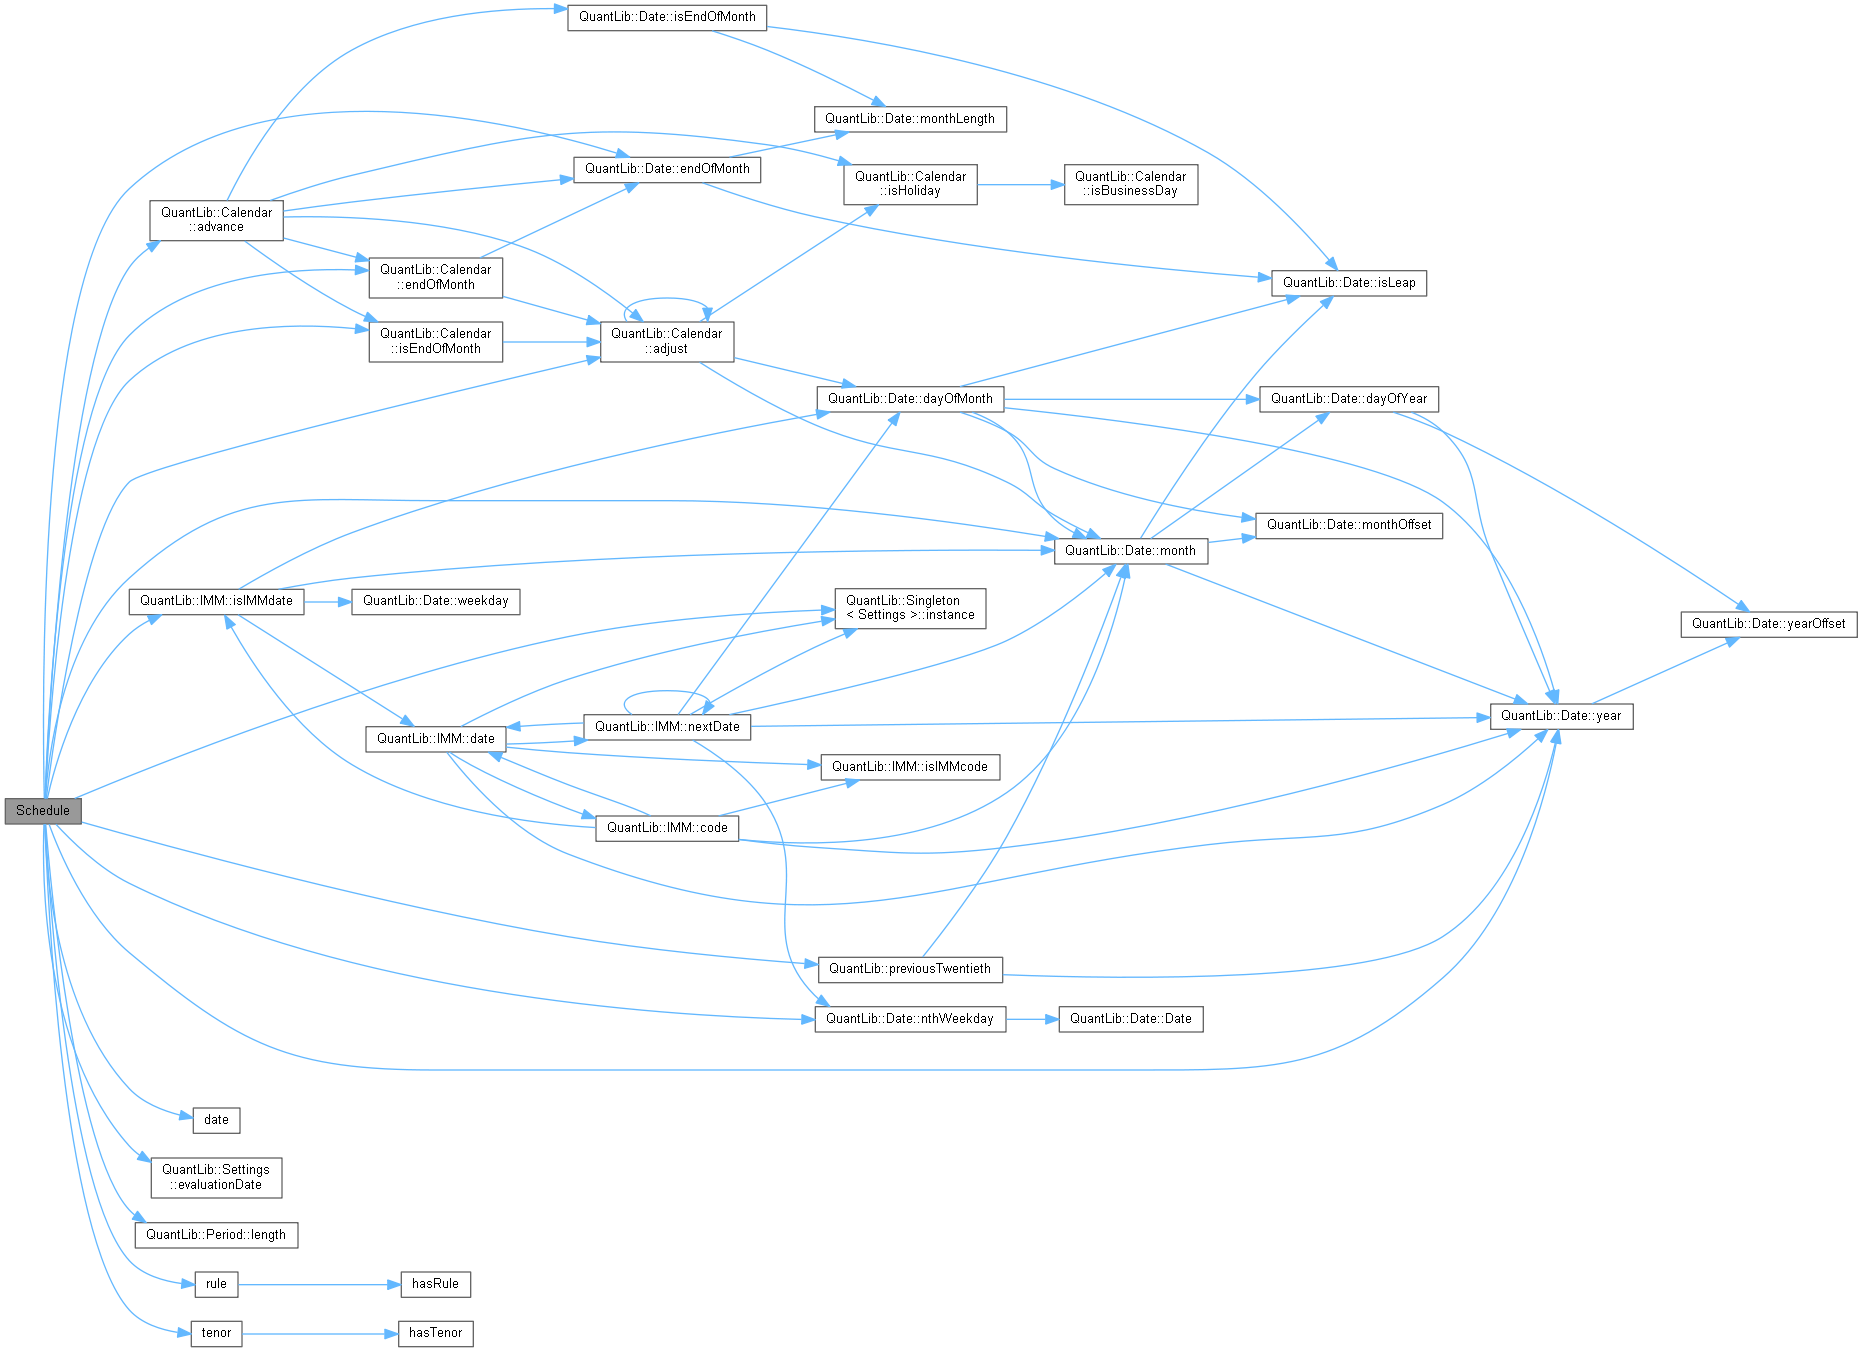 QuantLib::Date::isEndOfMonth
QuantLib::Date::monthLength
QuantLib::Date::endOfMonth
QuantLib::Calendar
::isHoliday
QuantLib::Calendar
::isBusinessDay
QuantLib::Calendar
::advance
QuantLib::Calendar
::endOfMonth
QuantLib::Date::isLeap
QuantLib::Calendar
::isEndOfMonth
QuantLib::Calendar
::adjust
QuantLib::Date::dayOfMonth
QuantLib::Date::dayOfYear
QuantLib::Date::monthOffset
QuantLib::Date::month
QuantLib::IMM::isIMMdate
QuantLib::Date::weekday
QuantLib::Singleton
< Settings >::instance
QuantLib::Date::yearOffset
QuantLib::IMM::date
QuantLib::IMM::nextDate
QuantLib::Date::year
QuantLib::IMM::isIMMcode
Schedule
QuantLib::IMM::code
QuantLib::previousTwentieth
QuantLib::Date::nthWeekday
QuantLib::Date::Date
date
QuantLib::Settings
::evaluationDate
QuantLib::Period::length
rule
hasRule
tenor
hasTenor